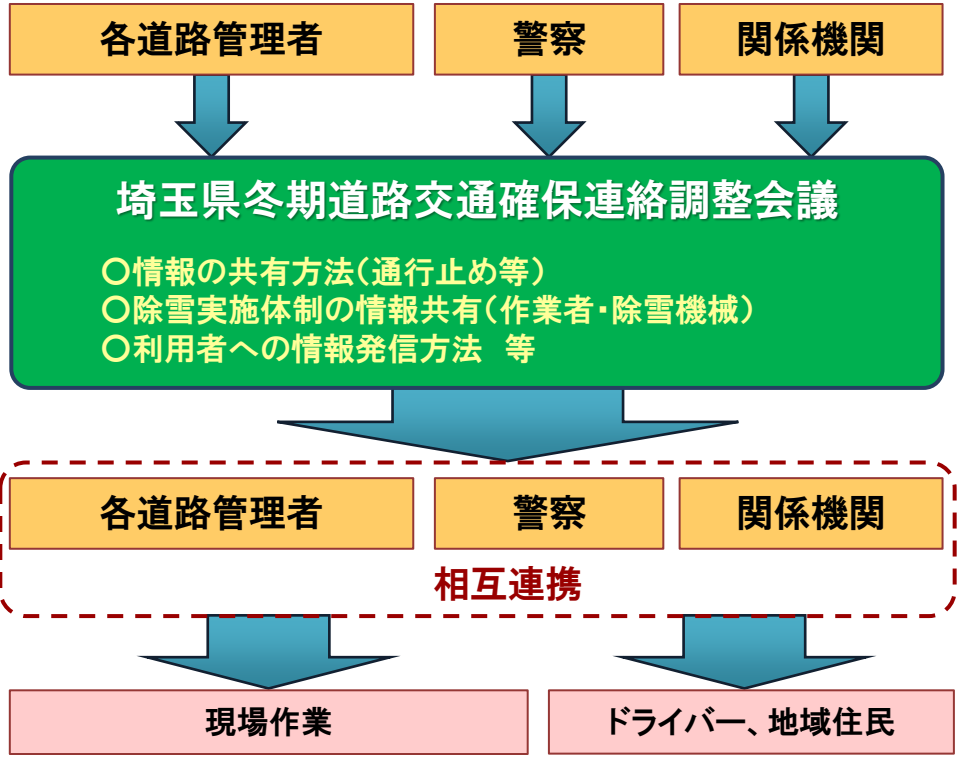 各道路管理者
警察
関係機関
埼玉県冬期道路交通確保連絡調整会議
○情報の共有方法(通行止め等)
○除雪実施体制の情報共有(作業者・除雪機械)
○利用者への情報発信方法　等
各道路管理者
警察
関係機関
相互連携
現場作業
ドライバー、地域住民